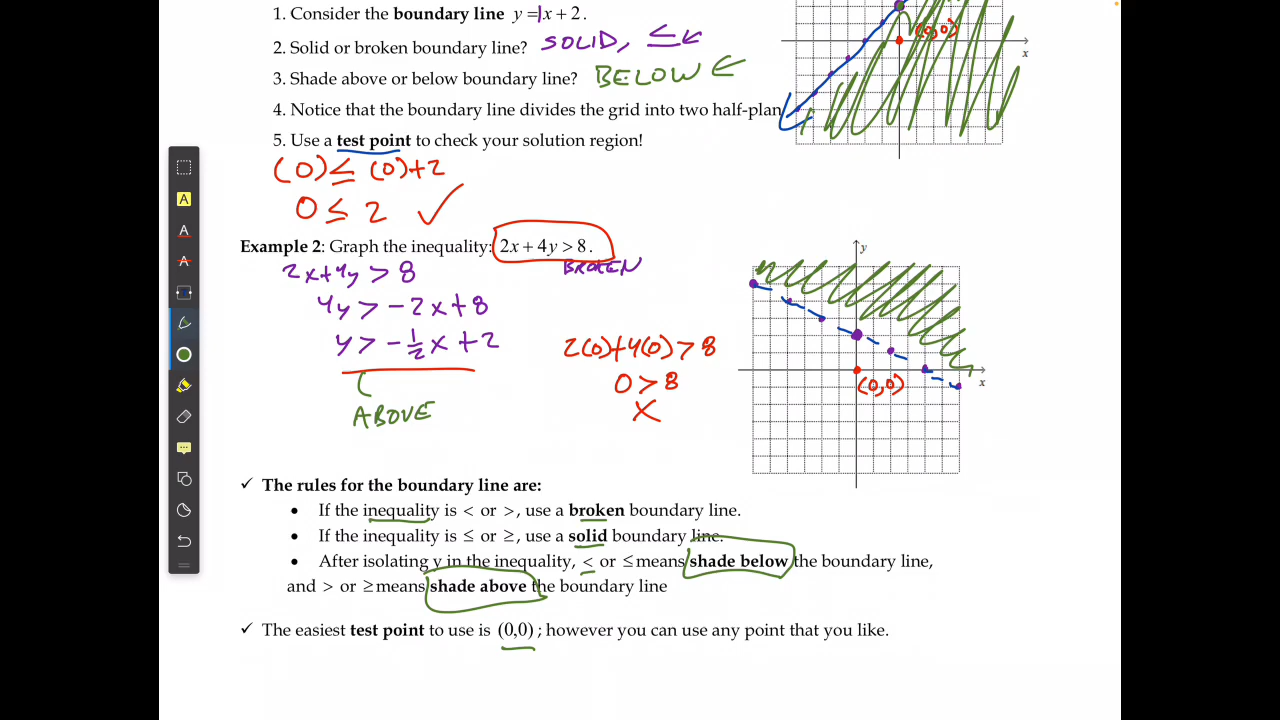 1. Consider the boundary line y = 1x + 2.
2. Solid or broken boundary line? SOLID, ≤
3. Shade above or below boundary line? BELOW
4. Notice that the boundary line divides the grid into two half-plan
5. Use a test point to check your solution region!
(0) ≤ (0)+2
0 ≤ 2 ✓
(0,0)
x
Example 2: Graph the inequality: 2x + 4y > 8.
BROKEN
2x+4y > 8
4y > -2x+8
y > -1/2x + 2
ABOVE
2(0)+4(0) > 8
0 > 8
X
y
x
(0,0)
✓ The rules for the boundary line are:
• If the inequality is < or >, use a broken boundary line.
• If the inequality is ≤ or ≥, use a solid boundary line.
• After isolating y in the inequality, < or ≤ means shade below the boundary line,
and > or ≥ means shade above the boundary line
✓ The easiest test point to use is (0,0); however you can use any point that you like.
A
A
A